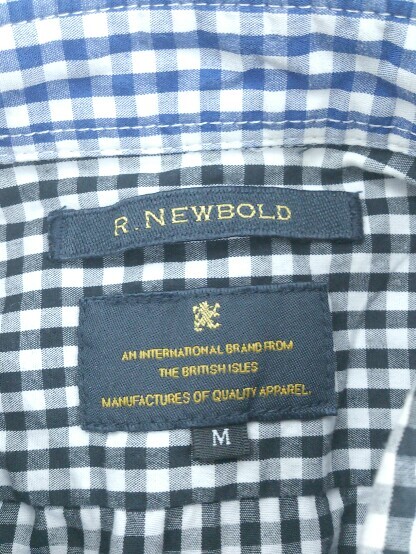 R. NEWBOLD
AN INTERNATIONAL BRAND FROM
THE BRITISH ISLES
MANUFACTURES OF QUALITY APPAREL.
M